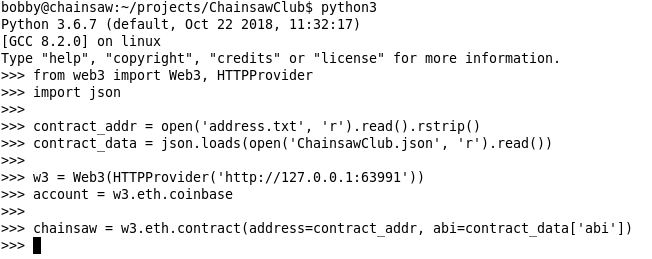 bobby@chainsaw:~/projects/ChainsawClub$ python3
Python 3.6.7 (default, Oct 22 2018, 11:32:17)
[GCC 8.2.0] on linux
Type "help", "copyright", "credits" or "license" for more information.
>>> from web3 import Web3, HTTPProvider
>>> import json
>>>
>>> contract_addr = open('address.txt', 'r').read().rstrip()
>>> contract_data = json.loads(open('ChainsawClub.json', 'r').read())
>>>
>>> w3 = Web3(HTTPProvider('http://127.0.0.1:63991'))
>>> account = w3.eth.coinbase
>>>
>>> chainsaw = w3.eth.contract(address=contract_addr, abi=contract_data['abi'])
>>>